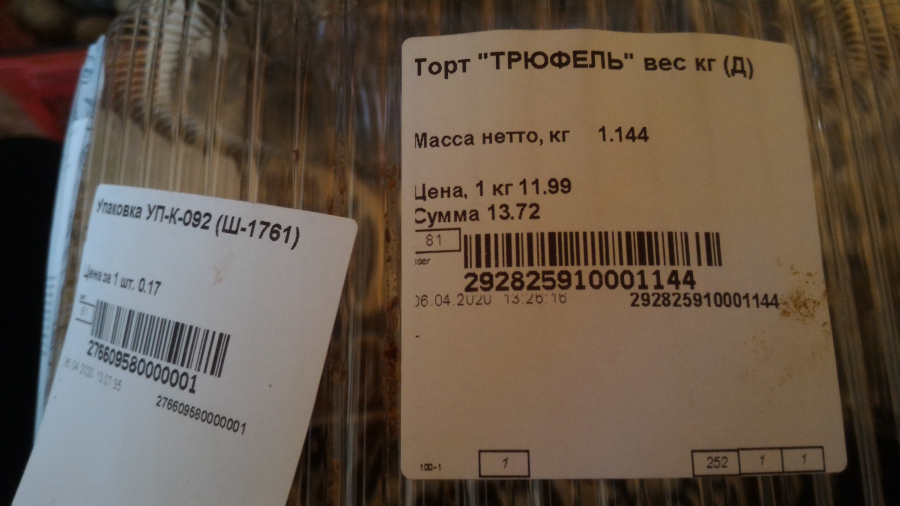 Торт "ТРЮФЕЛЬ" вес кг (Д)
Масса нетто, кг 1.144
Цена, 1 кг 11.99
Сумма 13.72
81
292825910001144
06.04.2020 13:26:16 292825910001144
100-1 1 252 1 1
Упаковка УП-К-092 (Ш-1761)
Цена за 1 шт. 0.17
276609580000001
276609580000001